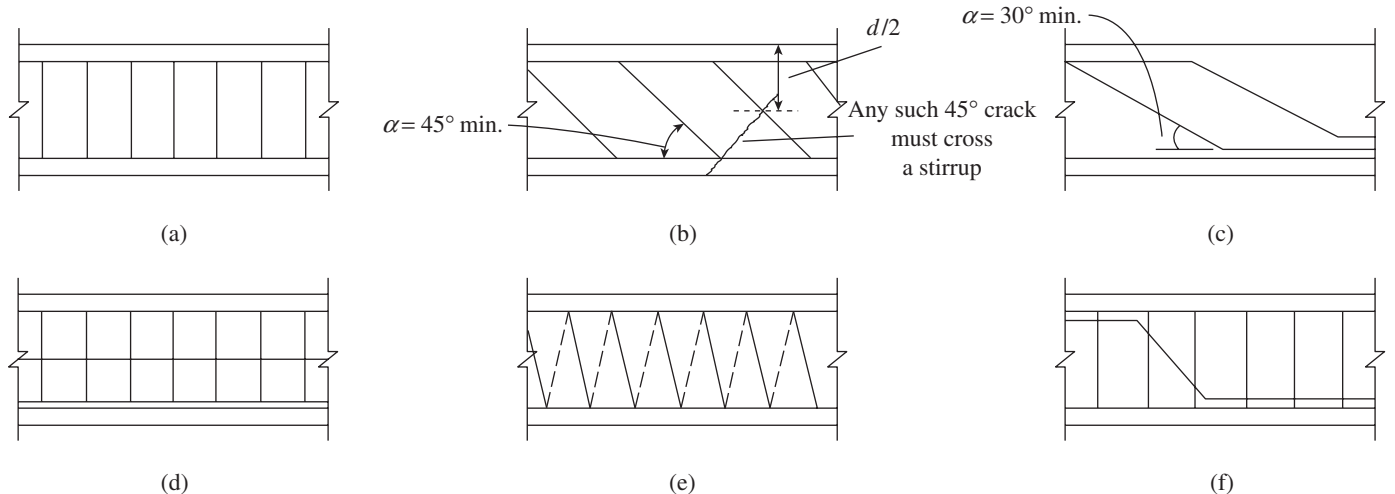 α = 30° min.
d/2
α = 45° min.
Any such 45° crack
must cross
a stirrup
(a)
(b)
(c)
(d)
(e)
(f)